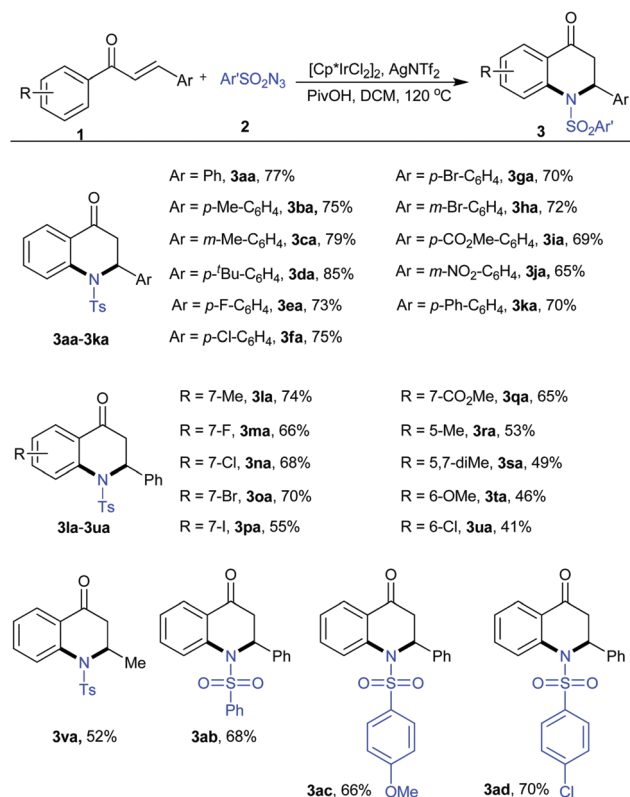 O
R
Ar
1
+
Ar'SO2N3
2
[Cp*IrCl2]2, AgNTf2
PivOH, DCM, 120 °C
O
R
N
Ar
SO2Ar'
3
O
N
Ar
Ts
3aa-3ka
Ar = Ph, 3aa, 77%
Ar = p-Me-C6H4, 3ba, 75%
Ar = m-Me-C6H4, 3ca, 79%
Ar = p-tBu-C6H4, 3da, 85%
Ar = p-F-C6H4, 3ea, 73%
Ar = p-Cl-C6H4, 3fa, 75%
Ar = p-Br-C6H4, 3ga, 70%
Ar = m-Br-C6H4, 3ha, 72%
Ar = p-CO2Me-C6H4, 3ia, 69%
Ar = m-NO2-C6H4, 3ja, 65%
Ar = p-Ph-C6H4, 3ka, 70%
O
R
N
Ph
Ts
3la-3ua
R = 7-Me, 3la, 74%
R = 7-F, 3ma, 66%
R = 7-Cl, 3na, 68%
R = 7-Br, 3oa, 70%
R = 7-I, 3pa, 55%
R = 7-CO2Me, 3qa, 65%
R = 5-Me, 3ra, 53%
R = 5,7-diMe, 3sa, 49%
R = 6-OMe, 3ta, 46%
R = 6-Cl, 3ua, 41%
O
N
Me
Ts
3va, 52%
O
N
Ph
O=S=O
Ph
3ab, 68%
O
N
Ph
O=S=O
OMe
3ac, 66%
O
N
Ph
O=S=O
Cl
3ad, 70%